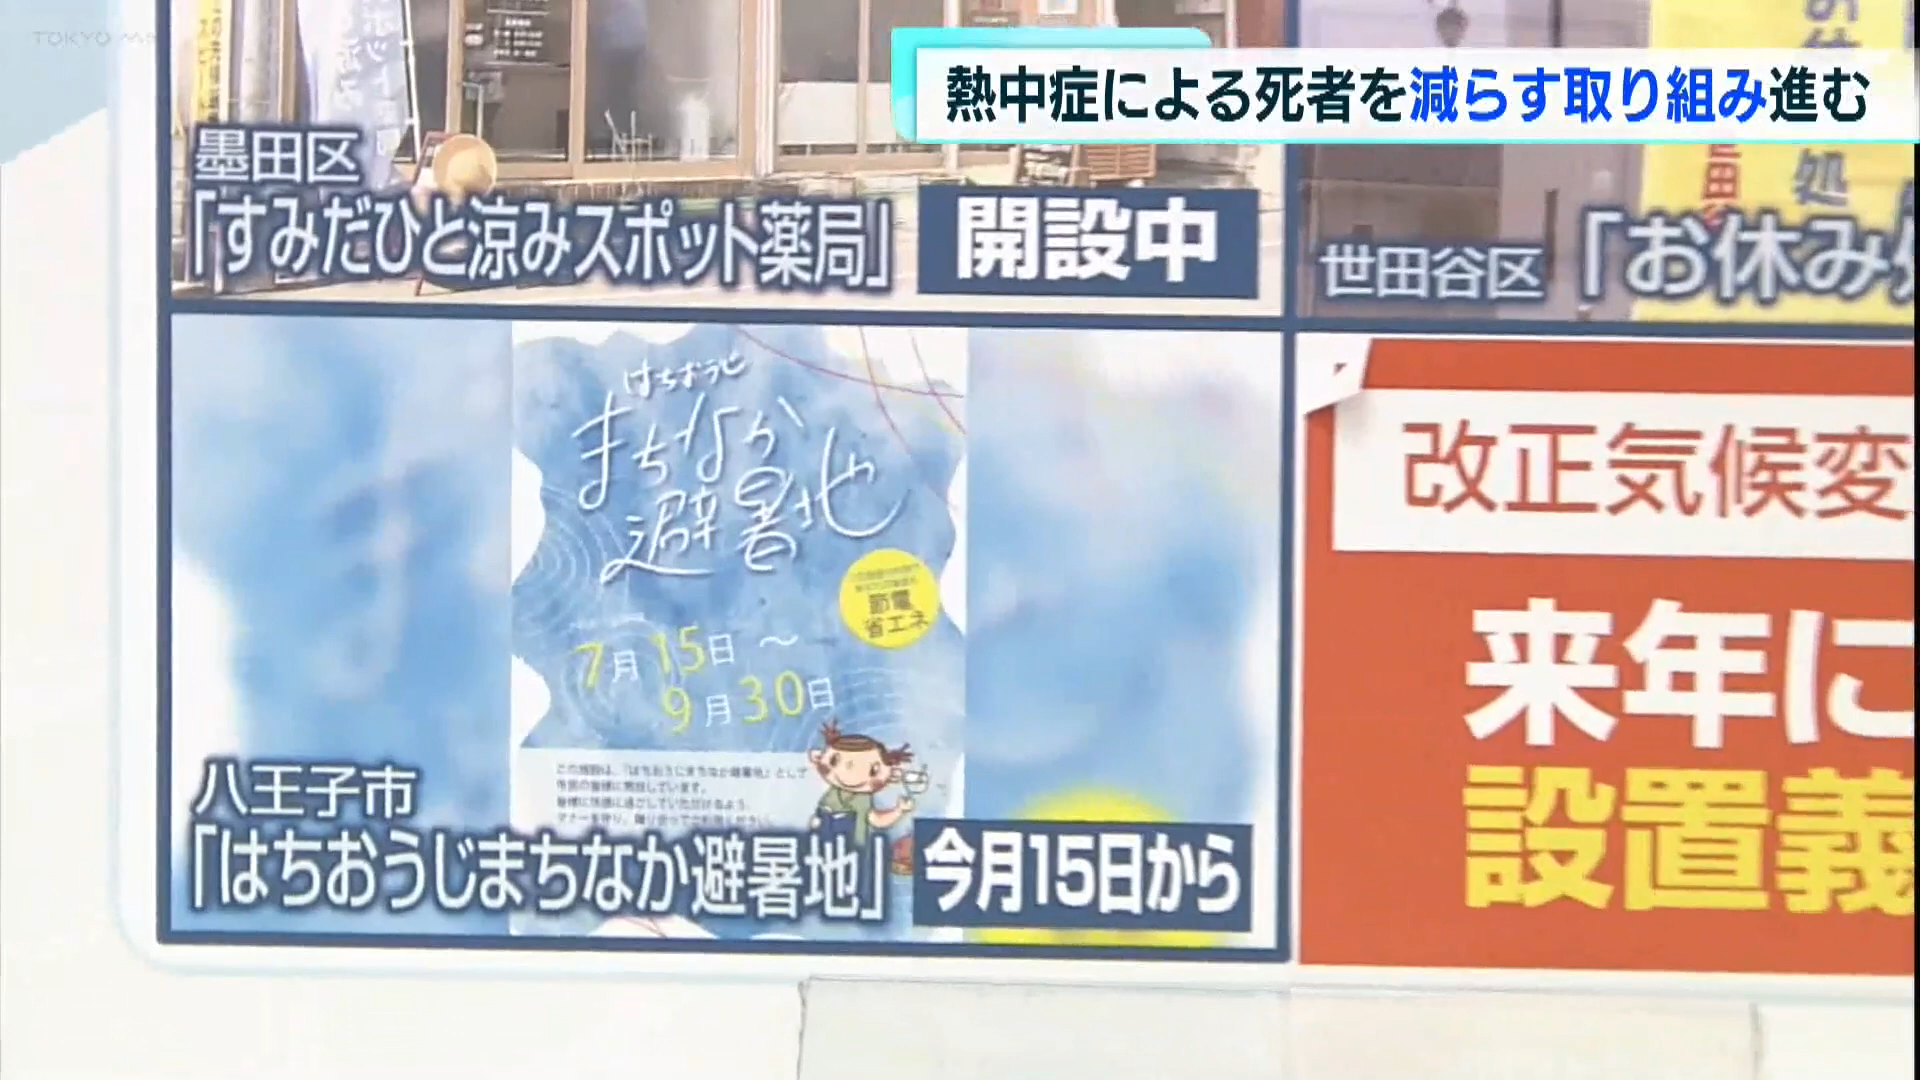 TOKYO M
熱中症による死者を減らす取り組み進む
墨田区
「すみだひと涼みスポット薬局」
開設中
世田谷区
「お休み
はちおうじ
まちなか
避暑地
節電
省エネ
7月15日～
9月30日
八王子市
「はちおうじまちなか避暑地」
今月15日から
改正気候変
来年に
設置義